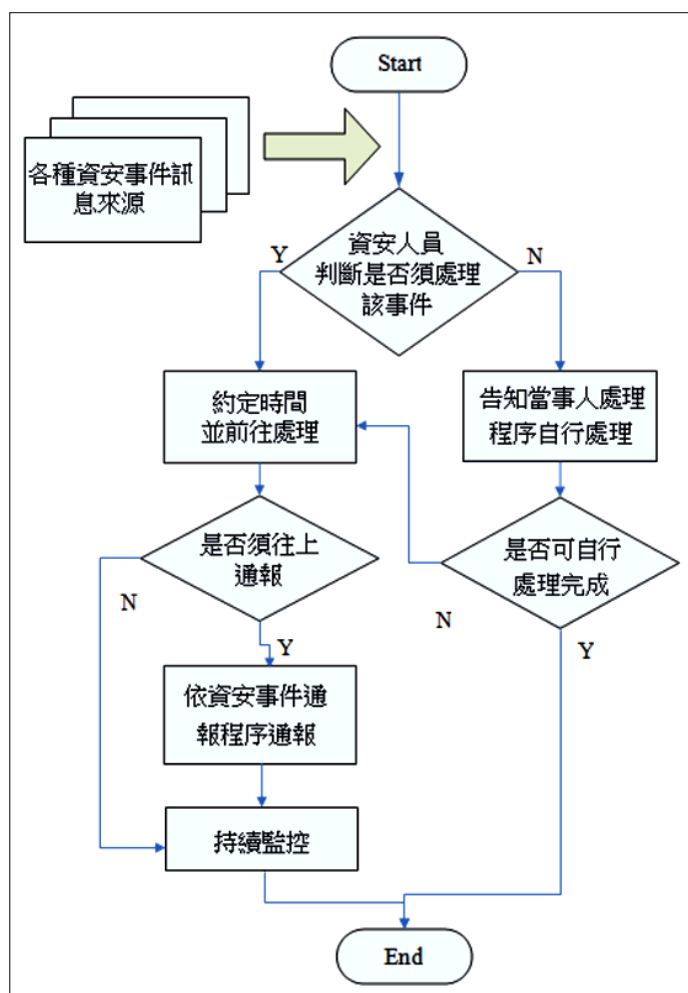 Start
各種資安事件訊
息來源
資安人員
判斷是否須處理
該事件
Y
N
約定時間
並前往處理
告知當事人處理
程序自行處理
是否須往上
通報
是否可自行
處理完成
N
N
Y
Y
依資安事件通
報程序通報
持續監控
End